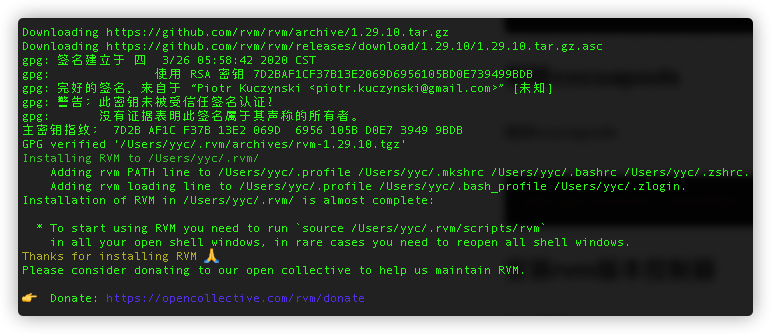 Downloading https://github.com/rvm/rvm/archive/1.29.10.tar.gz
Downloading https://github.com/rvm/rvm/releases/download/1.29.10/1.29.10.tar.gz.asc
gpg: 签名建立于 四  3/26 05:58:42 2020 CST
gpg:               使用 RSA 密钥 7D2BAF1CF37B13E2069D6956105BD0E739499BDB
gpg: 完好的签名，来自于 “Piotr Kuczynski <piotr.kuczynski@gmail.com>” [未知]
gpg: 警告：此密钥未被受信任签名认证！
gpg:       没有证据表明此签名属于其声称的所有者。
主密钥指纹： 7D2B AF1C F37B 13E2 069D  6956 105B D0E7 3949 9BDB
GPG verified '/Users/yyc/.rvm/archives/rvm-1.29.10.tgz'
Installing RVM to /Users/yyc/.rvm/
    Adding rvm PATH line to /Users/yyc/.profile /Users/yyc/.mkshrc /Users/yyc/.bashrc /Users/yyc/.zshrc.
    Adding rvm loading line to /Users/yyc/.profile /Users/yyc/.bash_profile /Users/yyc/.zlogin.
Installation of RVM in /Users/yyc/.rvm/ is almost complete:
  * To start using RVM you need to run `source /Users/yyc/.rvm/scripts/rvm`
    in all your open shell windows, in rare cases you need to reopen all shell windows.
Thanks for installing RVM 🙏
Please consider donating to our open collective to help us maintain RVM.
👉  Donate: https://opencollective.com/rvm/donate